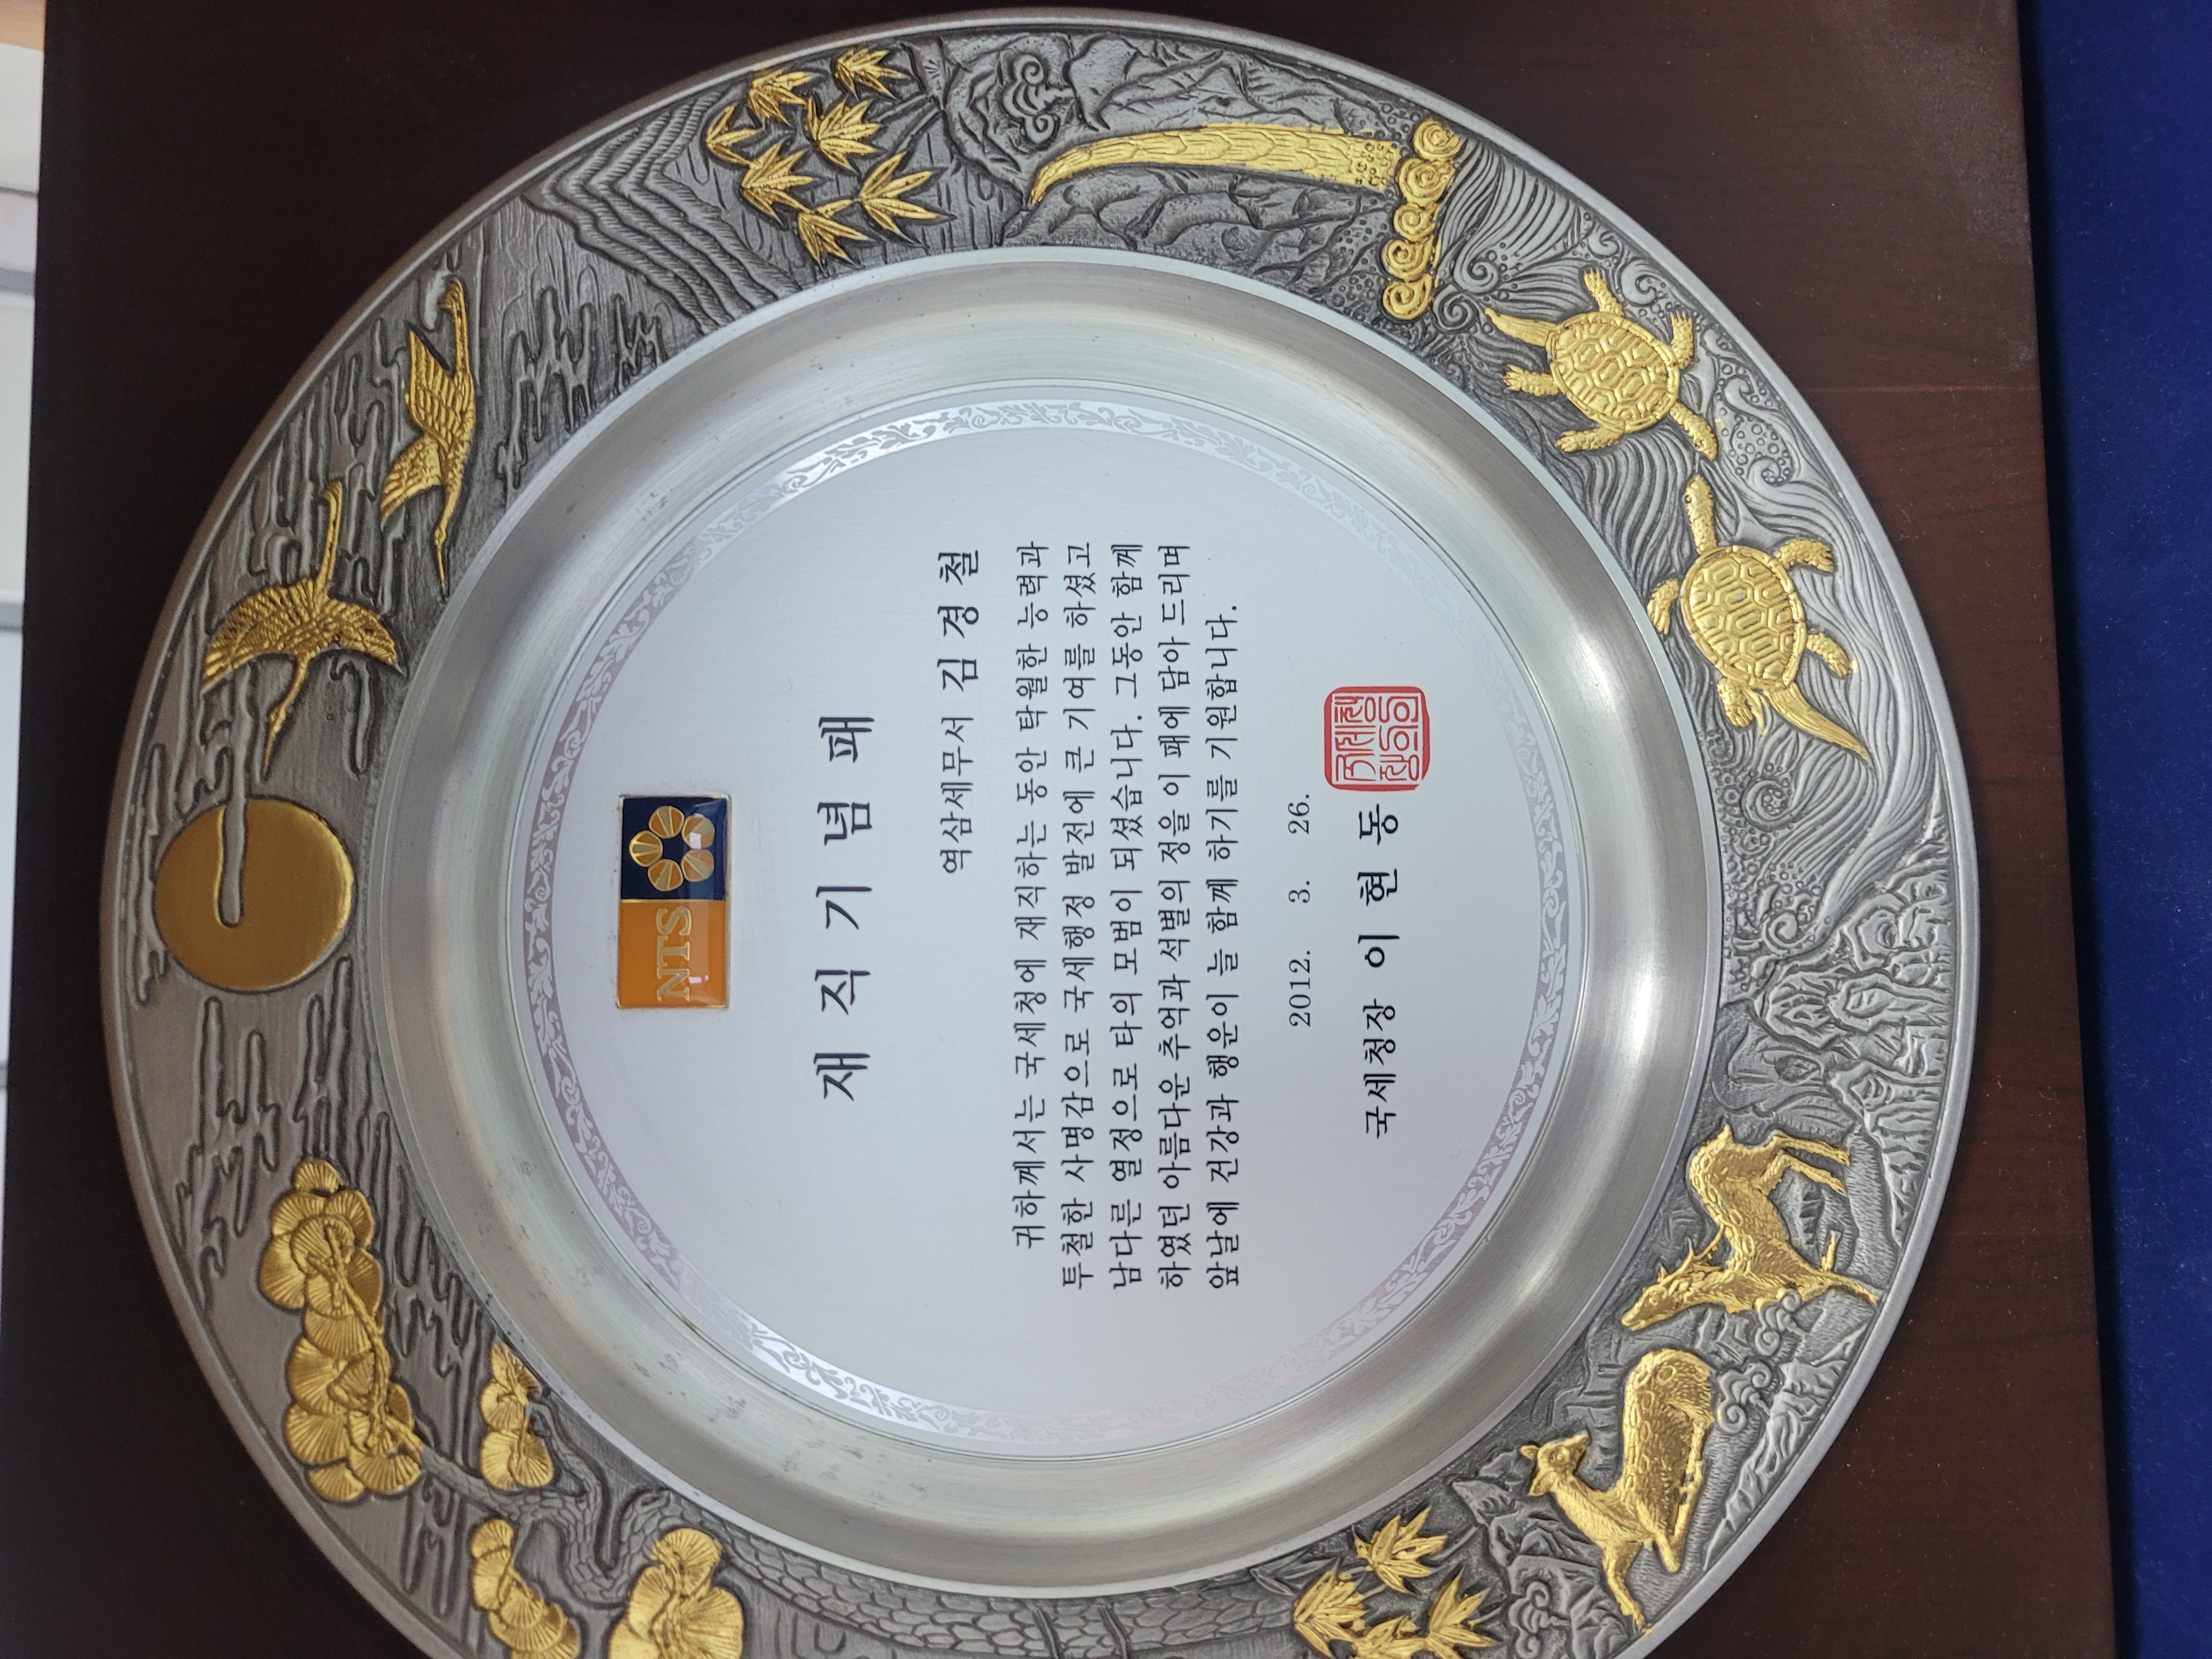 NTS
재직기념패
역삼세무서 김경철
귀하께서는 국세청에 재직하는 동안 탁월한 능력과
투철한 사명감으로 국세행정 발전에 큰 기여를 하셨고
남다른 열정으로 타의 모범이 되셨습니다. 그동안 함께
하였던 아름다운 추억과 석별의 정을 이 패에 담아 드리며
앞날에 건강과 행운이 늘 함께 하기를 기원합니다.
2012. 3. 26.
국세청장 이현동